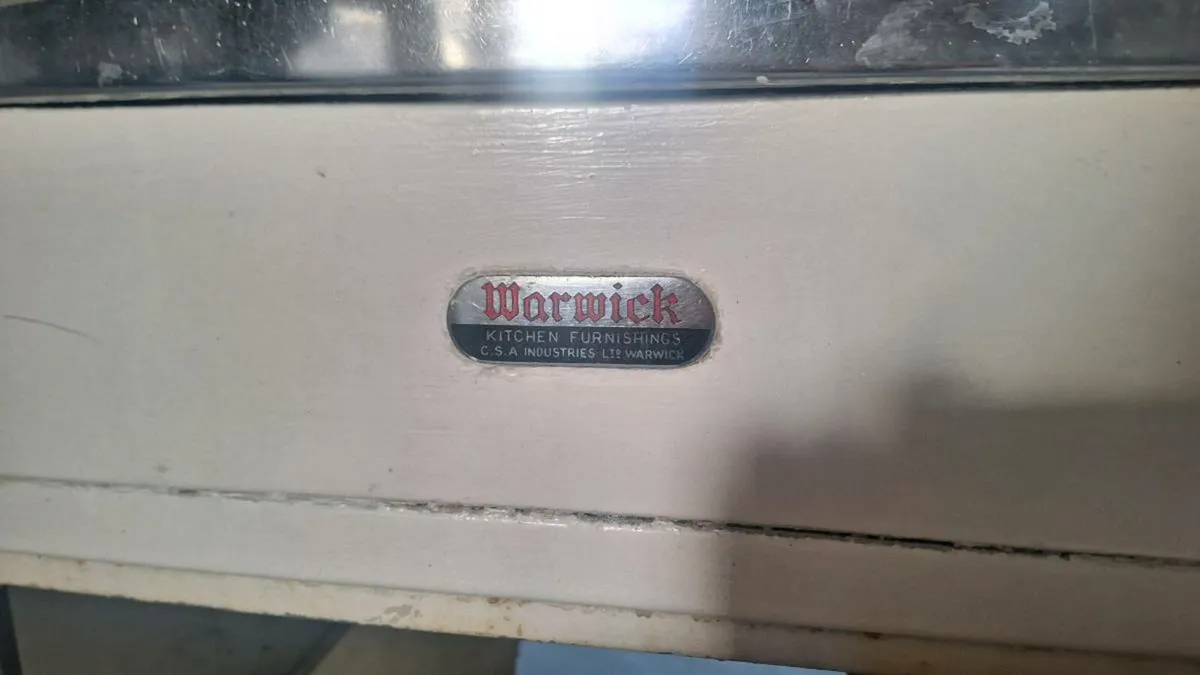 Warwick
KITCHEN FURNISHINGS
C.S.A INDUSTRIES LTD WARWICK